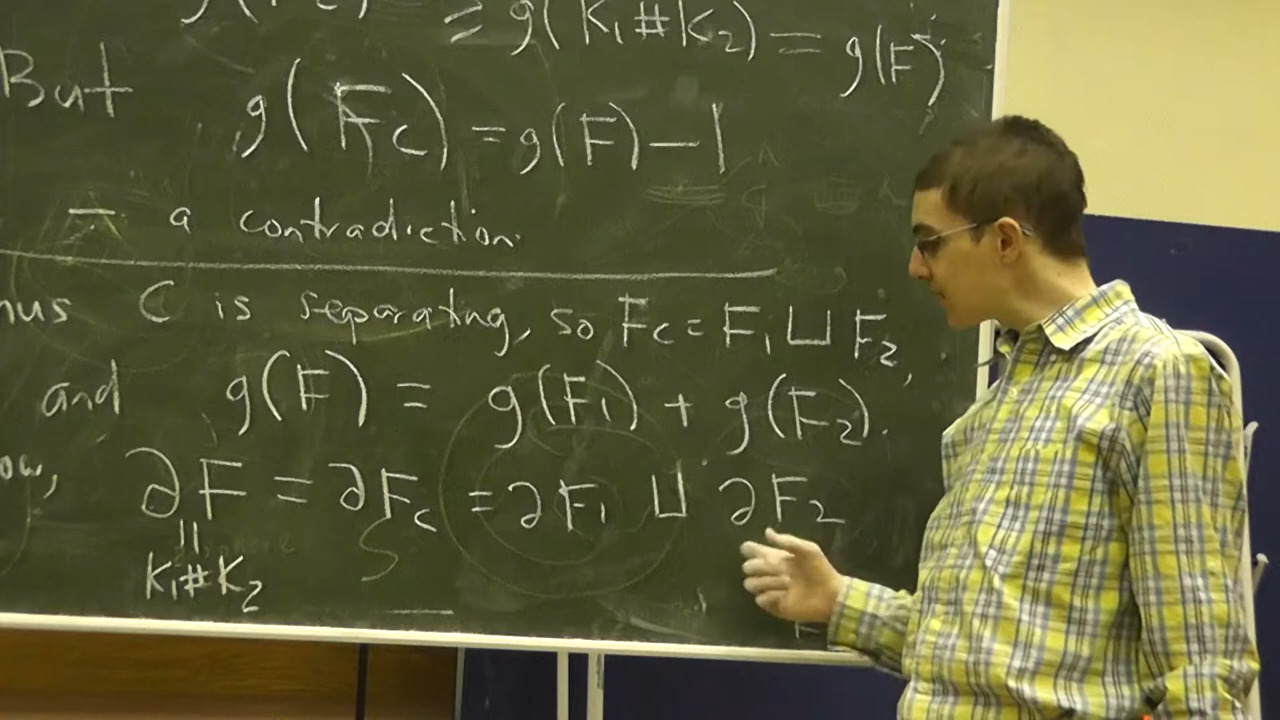 ≥ g(K₁#K₂) = g(F)
But g(F_C) = g(F) − 1
— a contradiction.
C is separating, so F_C = F₁ ⊔ F₂,
and g(F) = g(F₁) + g(F₂).
∂F = ∂F_C = ∂F₁ ⊔ ∂F₂
||
K₁#K₂